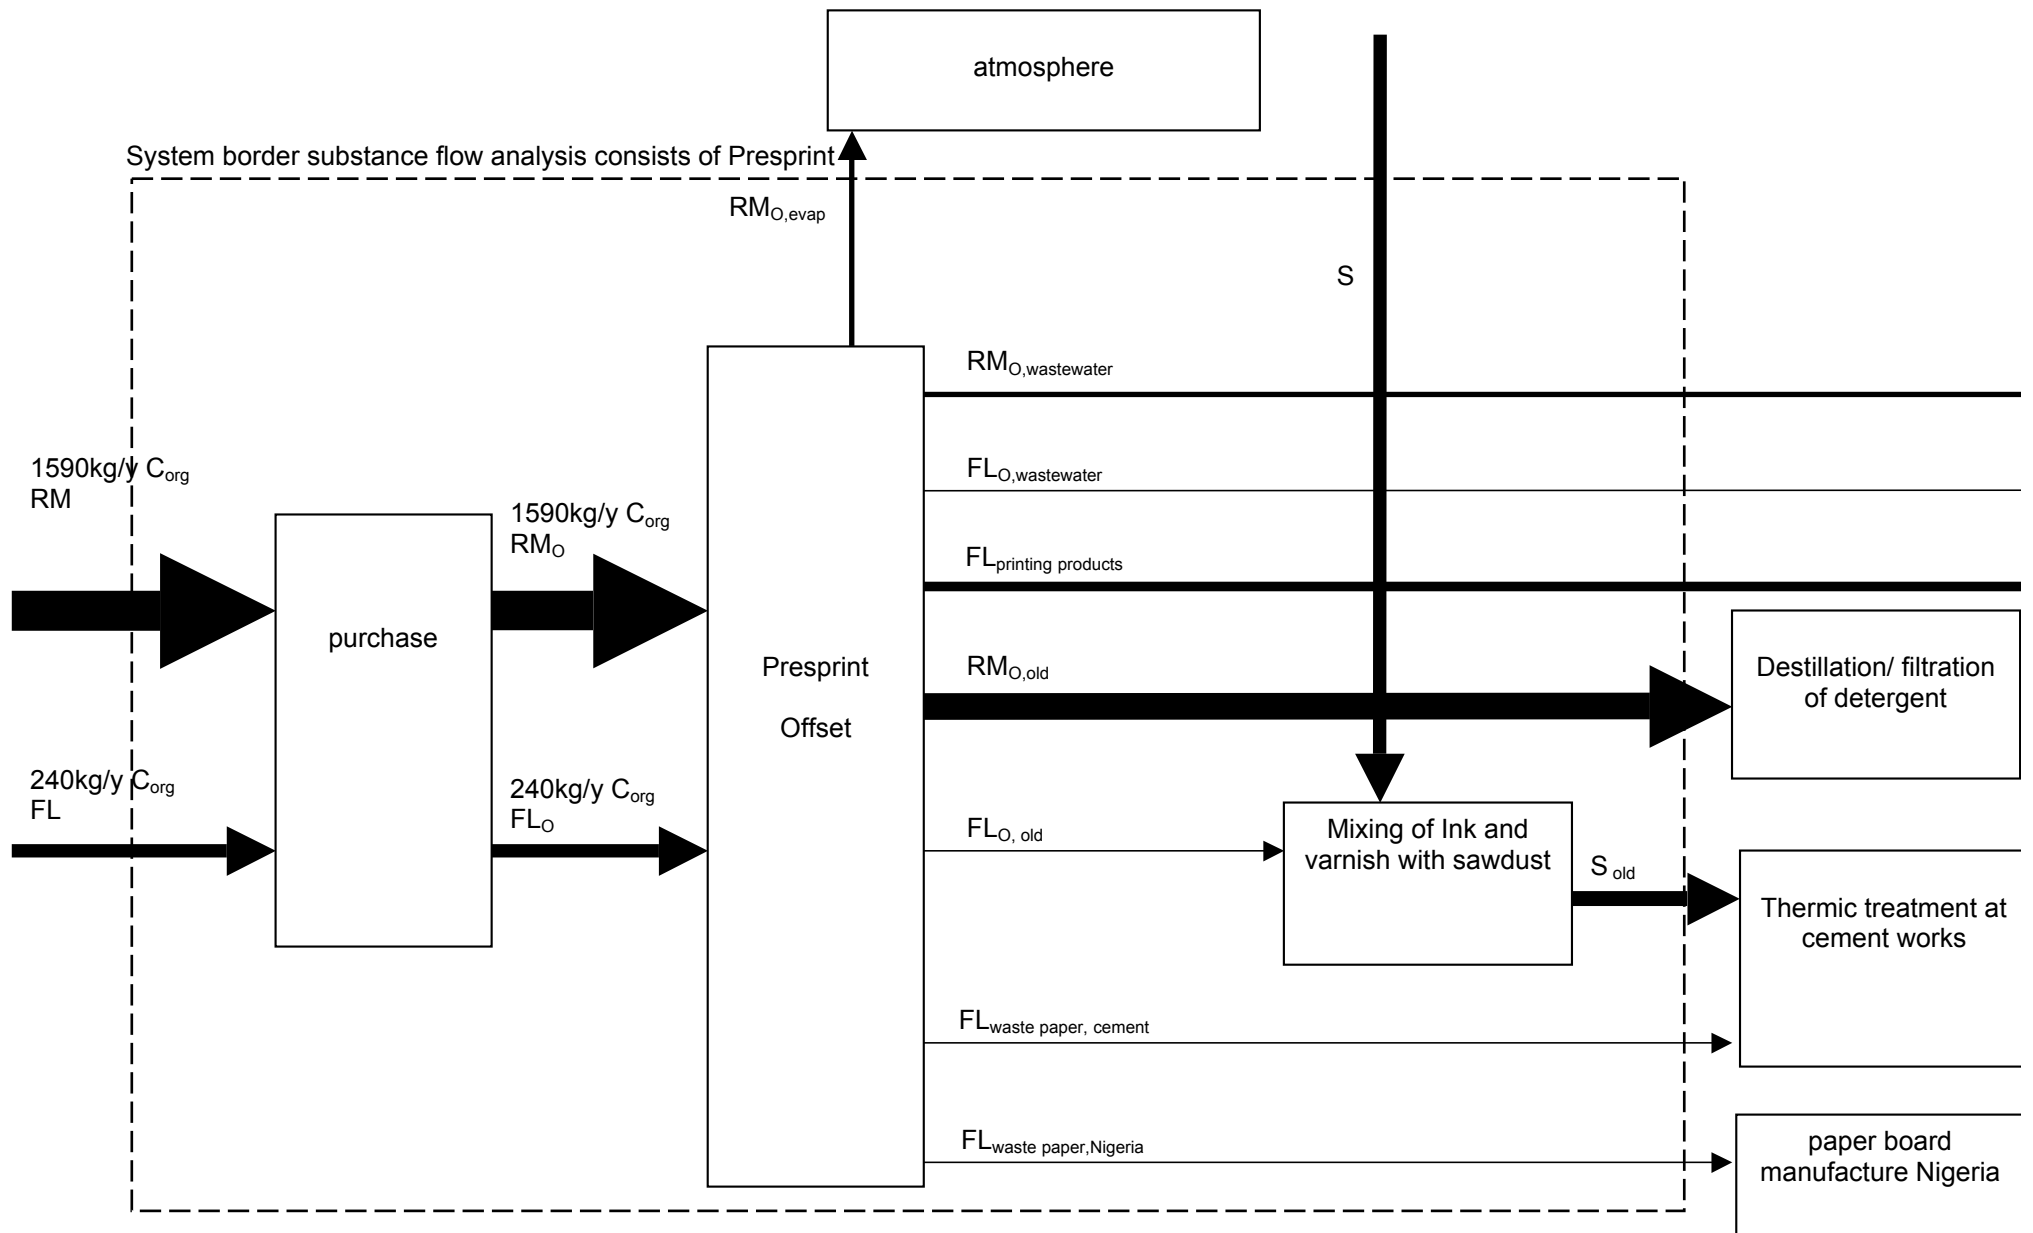 atmosphere
System border substance flow analysis consists of Presprint
RMO,evap
S
RMO,wastewater
1590kg/y Corg
RM
FLO,wastewater
1590kg/y Corg
RMO
FLprinting products
purchase
Presprint
Offset
RMO,old
Destillation/ filtration
of detergent
240kg/y Corg
FL
240kg/y Corg
FLO
FLO, old
Mixing of Ink and
varnish with sawdust
S old
Thermic treatment at
cement works
FLwaste paper, cement
FLwaste paper,Nigeria
paper board
manufacture Nigeria